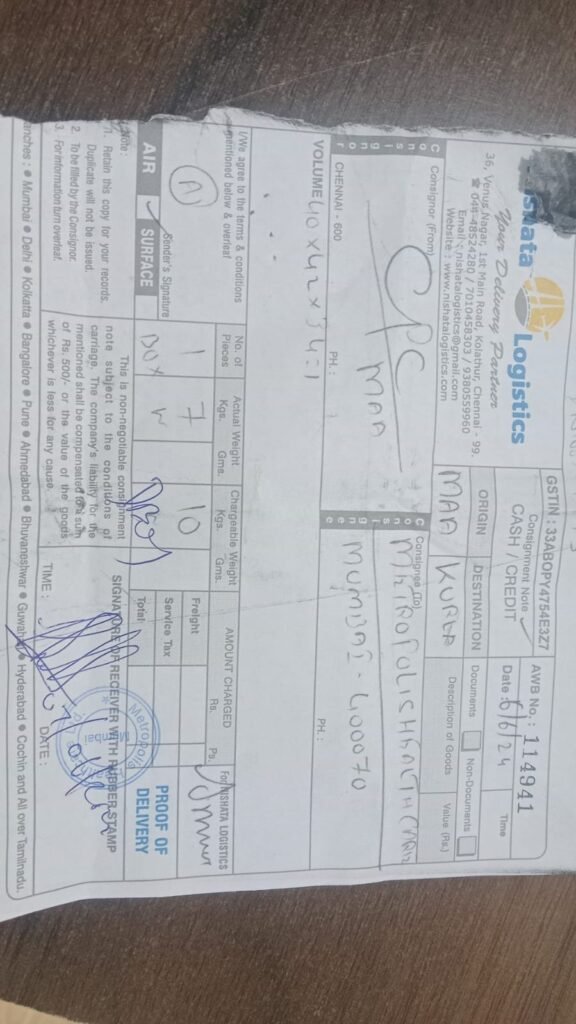 Nishata Logistics
Your Delivery Partner
36, Venus Nagar, 1st Main Road, Kolathur, Chennai - 99.
☎ 044-48524280 / 7010458303 / 9380559960
Email : nishatalogistics@gmail.com
Website : www.nishatalogistics.com
GSTIN : 33ABOPY4754E3Z7
Consignment Note
CASH / CREDIT
AWB No. : 114941
Date : 6/6/24
Time
ORIGIN
DESTINATION
MAA
Documents
Non-Documents
Description of Goods
Value (Rs.)
Consignor
Consignor (From)
CPC
MAA
CHENNAI - 600
PH. :
Consignee
Consignee (To)
MUMBAI - 400070
PH. :
VOLUME 40 x 42 x 34 = 1
I/We agree to the terms & conditions
mentioned below & overleaf
Sender's Signature
AIR
SURFACE
No. of
Pieces
Actual Weight
Kgs.
Gms.
Chargeable Weight
Kgs.
Gms.
1
7
10
BOX
AMOUNT CHARGED
Rs.
Ps.
Freight
Service Tax
Total
For NISHATA LOGISTICS
PROOF OF
DELIVERY
Note :
1. Retain this copy for your records.
Duplicate will not be issued.
2. To be filled by the Consignor.
3. For information turn overleaf.
This is non-negotiable consignment
note subject to the conditions of
carriage. The company's liability for the
mentioned shall be compensated to a sum
of Rs. 500/- or the value of the goods
whichever is less for any cause.
SIGNATURE OF RECEIVER WITH RUBBER STAMP
TIME :
DATE :
anches : ● Mumbai ● Delhi ● Kolkatta ● Bangalore ● Pune ● Ahmedabad ● Bhuvaneshwar ● Guwahati ● Hyderabad ● Cochin and All over Tamilnadu.